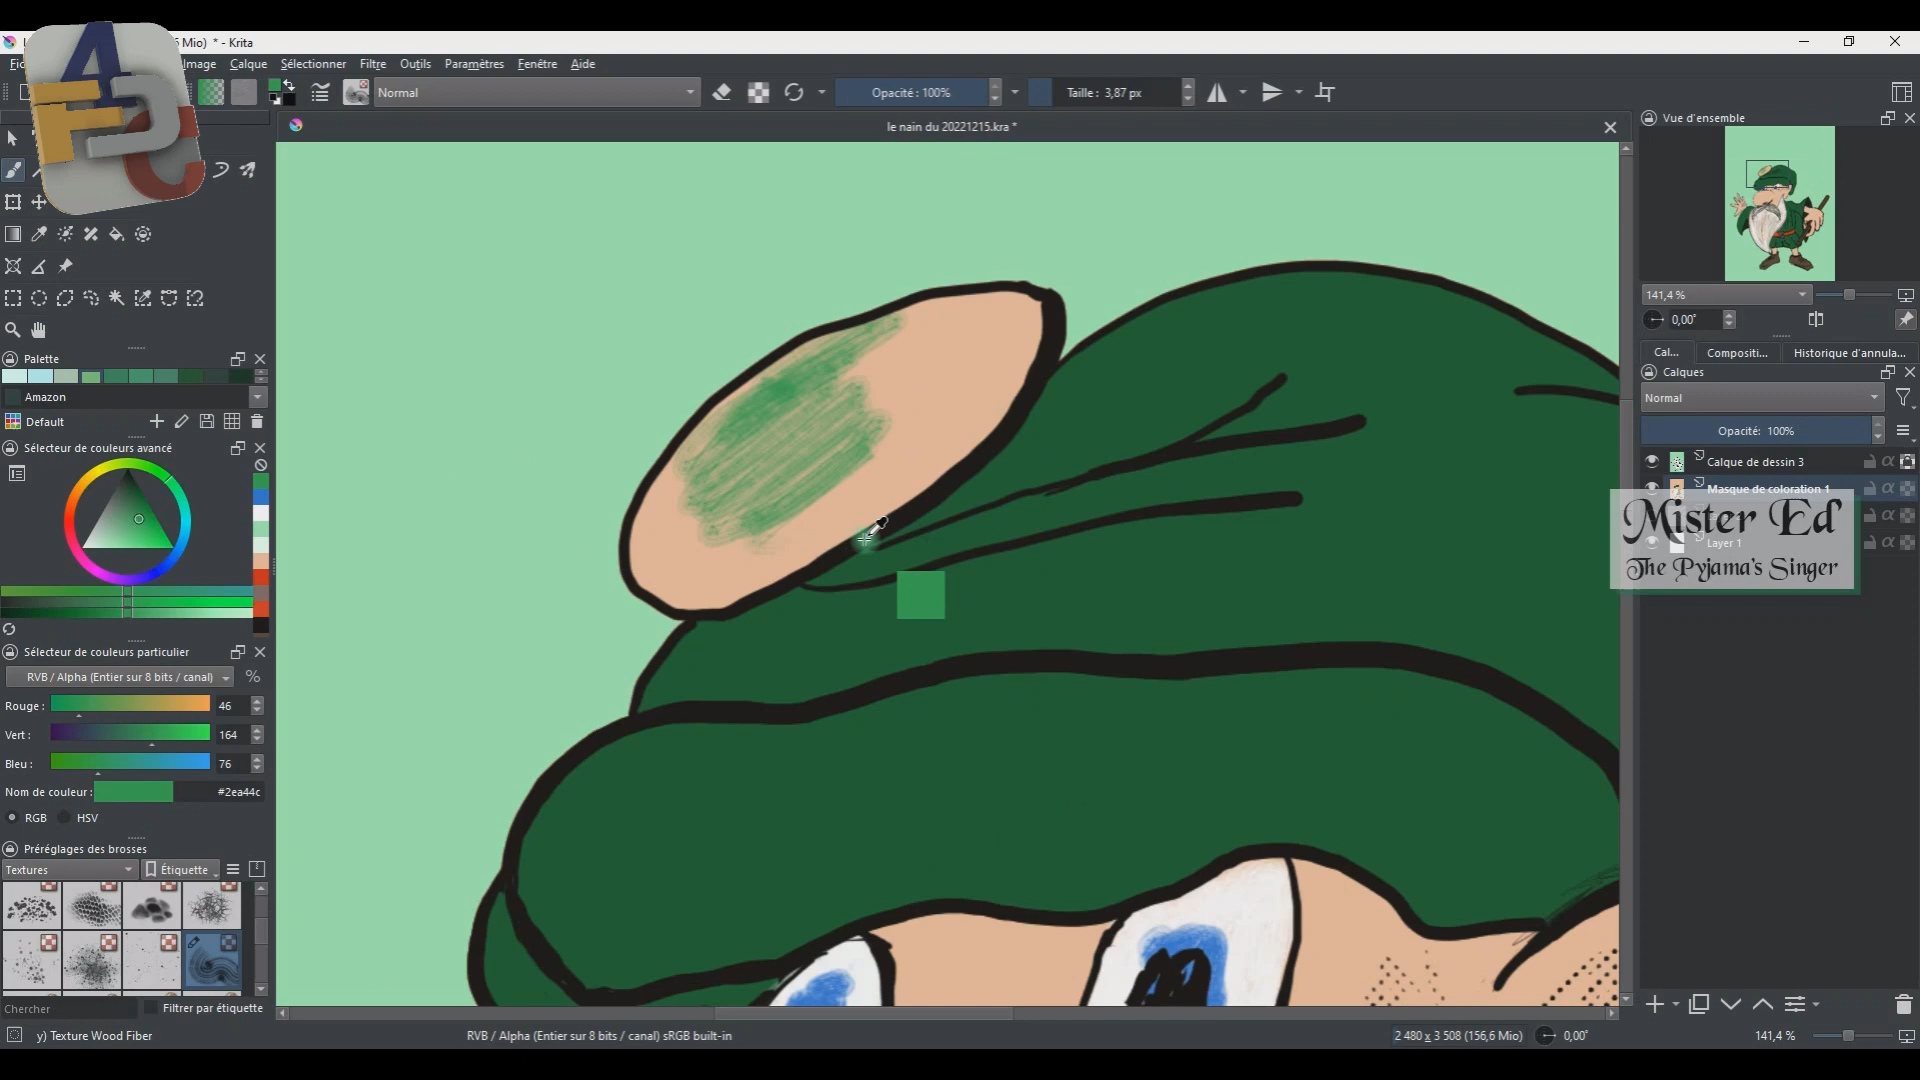 Mio) * - Krita
Image Calque Sélectionner Filtre Outils Paramètres Fenêtre Aide
Normal
Opacité : 100%
Taille : 3,87 px
le nain du 20221215.kra *
Vue d'ensemble
141,4 %
0,00°
Cal... Compositi... Historique d'annula...
Calques
Normal
Opacité: 100%
Calque de dessin 3
Masque de coloration 1
Layer 1
Mister Ed'
The Pyjama's Singer
Palette
Amazon
Default
Sélecteur de couleurs avancé
Sélecteur de couleurs particulier
RVB / Alpha (Entier sur 8 bits / canal) %
Rouge : 46
Vert : 164
Bleu : 76
Nom de couleur : #2ea44c
RGB HSV
Préréglages des brosses
Textures Étiquette
Chercher Filtrer par étiquette
y) Texture Wood Fiber
RVB / Alpha (Entier sur 8 bits / canal) sRGB built-in
2 480 x 3 508 (156,6 Mio) 0,00° 141,4 %